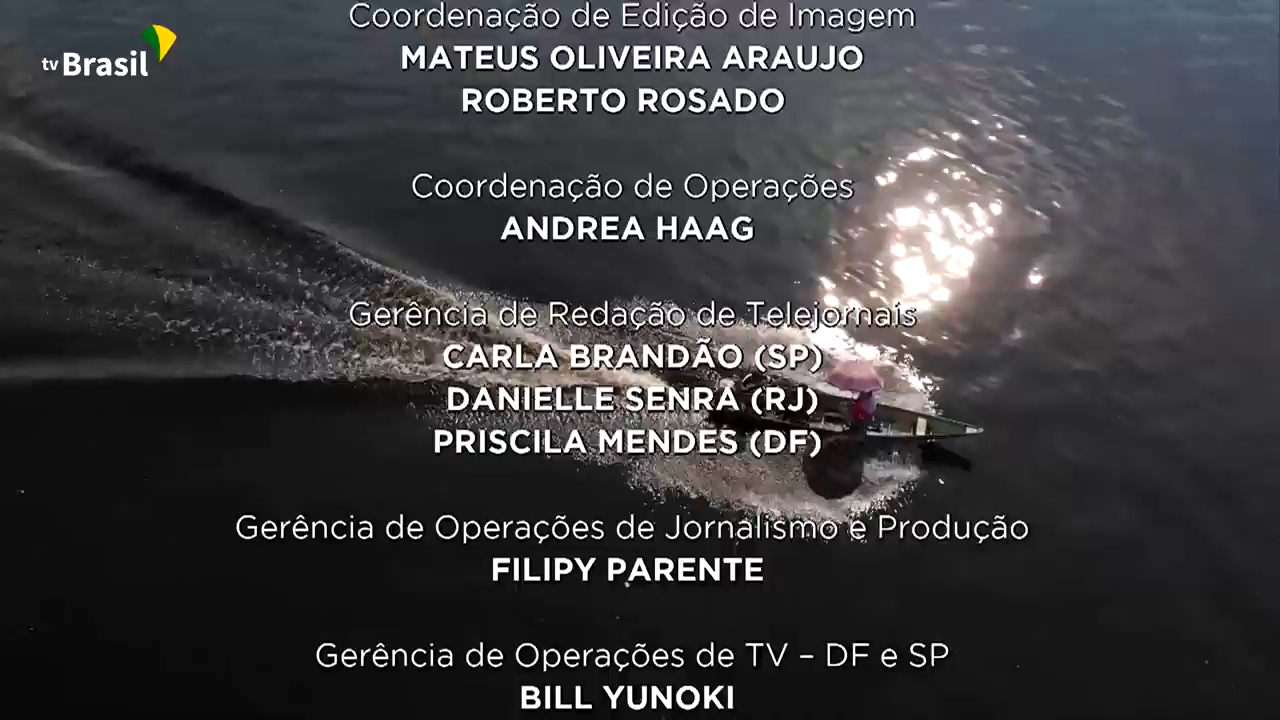 Coordenação de Edição de Imagem
tv Brasil
MATEUS OLIVEIRA ARAUJO
ROBERTO ROSADO
Coordenação de Operações
ANDREA HAAG
Gerência de Redação de Telejornais
CARLA BRANDÃO (SP)
DANIELLE SENRA (RJ)
PRISCILA MENDES (DF)
Gerência de Operações de Jornalismo e Produção
FILIPY PARENTE
Gerência de Operações de TV – DF e SP
BILL YUNOKI